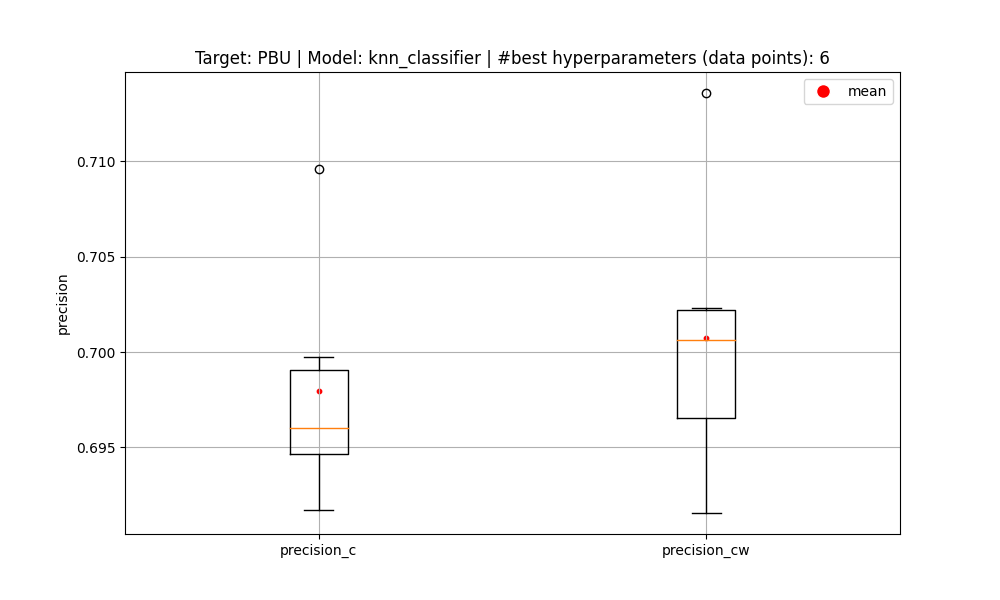 Target: PBU | Model: knn_classifier | #best hyperparameters (data points): 6
mean
0.710
0.705
0.700
0.695
precision
precision_c
precision_cw